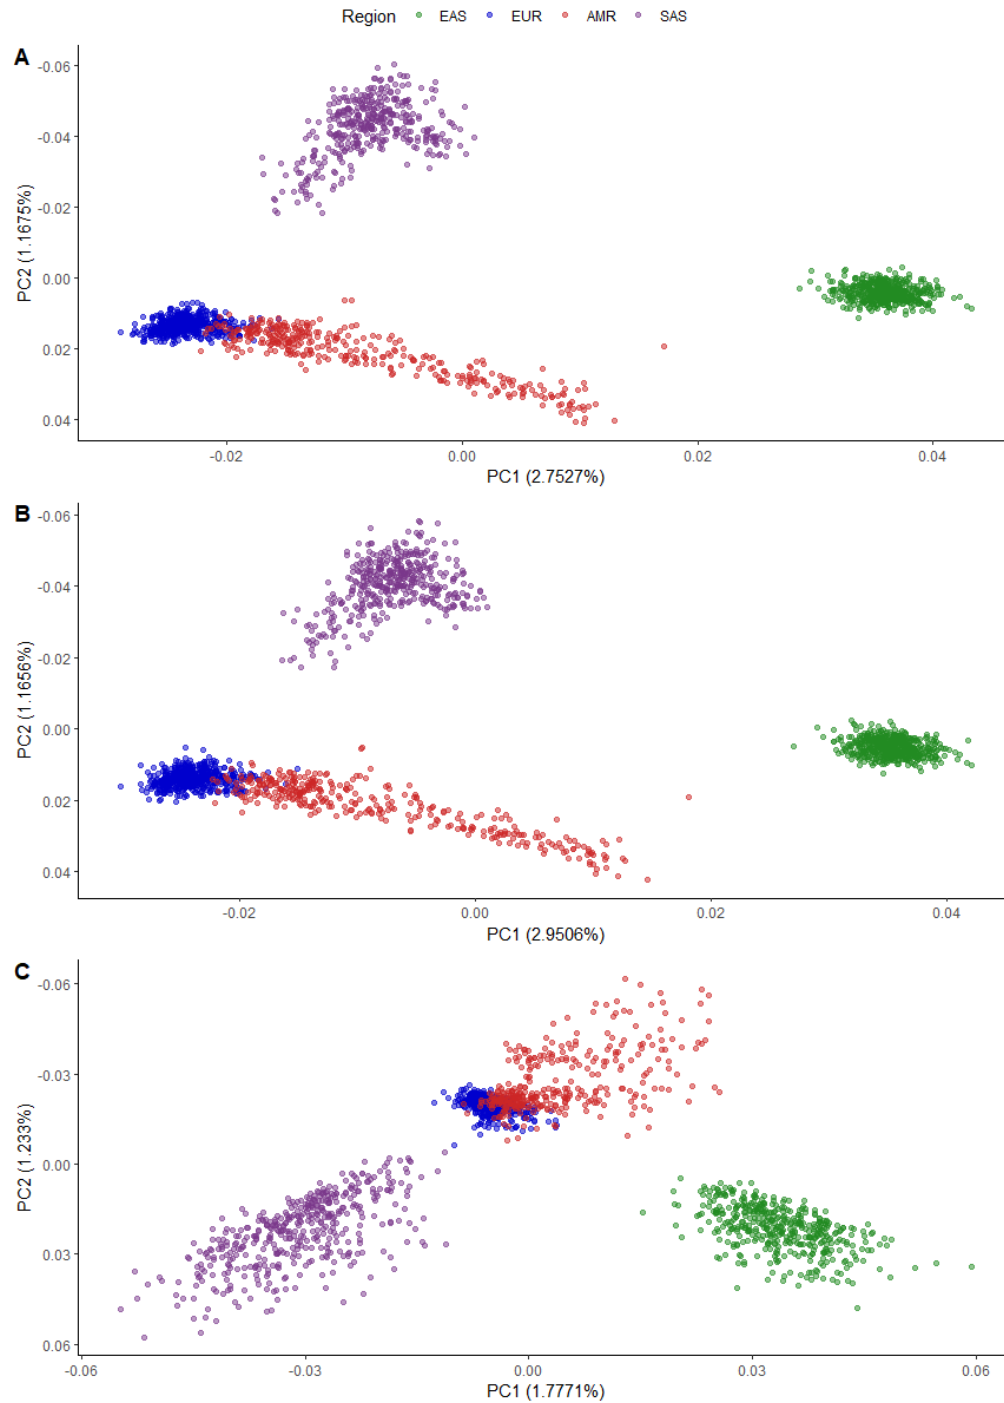 Region EAS EUR AMR SAS
A
-0.06
-0.04
-0.02
0.00
0.02
0.04
PC2 (1.1675%)
-0.02 0.00 0.02 0.04
PC1 (2.7527%)
B
-0.06
-0.04
-0.02
0.00
0.02
0.04
PC2 (1.1656%)
-0.02 0.00 0.02 0.04
PC1 (2.9506%)
C
-0.06
-0.03
0.00
0.03
0.06
PC2 (1.233%)
-0.06 -0.03 0.00 0.03 0.06
PC1 (1.7771%)